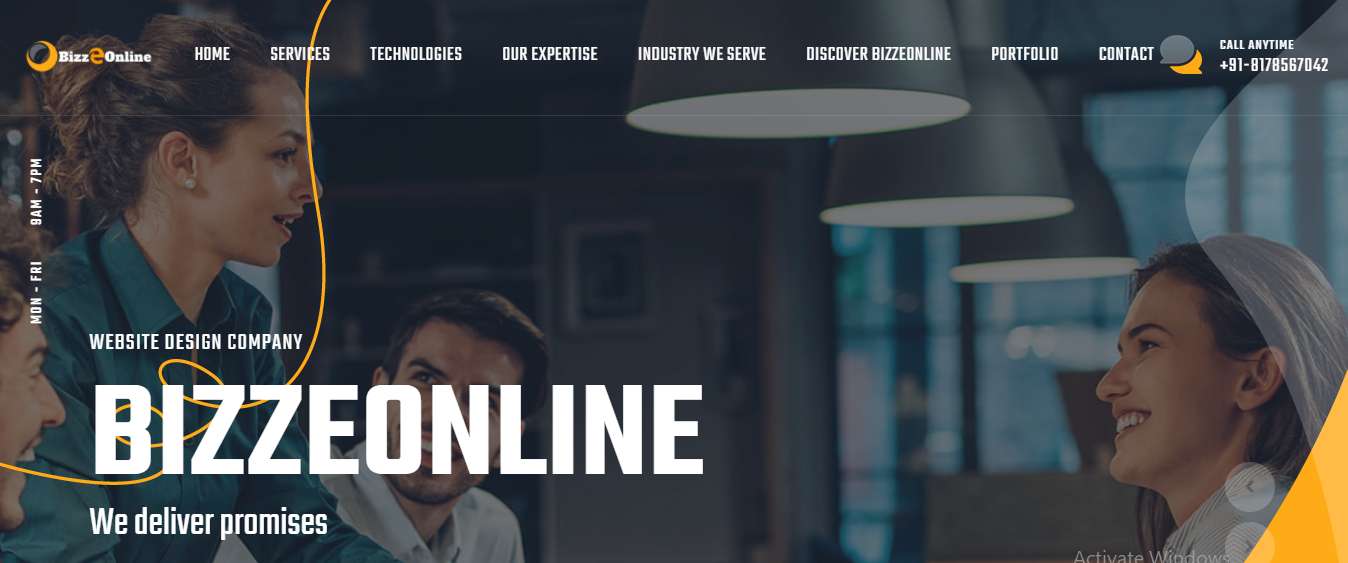 BizzeOnline
HOME SERVICES TECHNOLOGIES OUR EXPERTISE INDUSTRY WE SERVE DISCOVER BIZZEONLINE PORTFOLIO CONTACT
CALL ANYTIME
+91-8178567042
MON - FRI 9AM - 7PM
WEBSITE DESIGN COMPANY
BIZZEONLINE
We deliver promises
Activate Windows